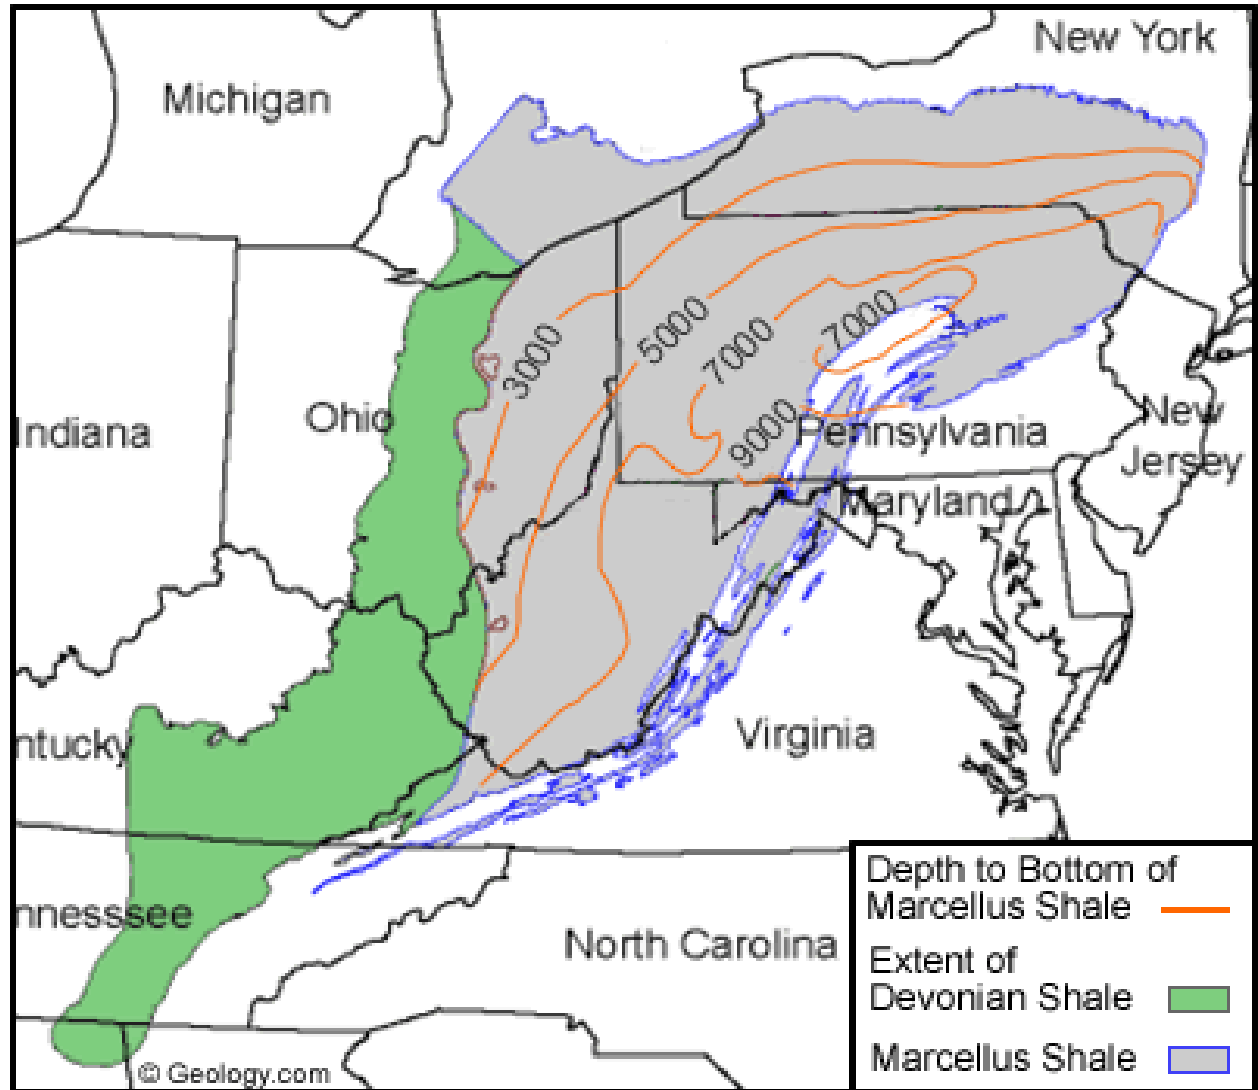 New York
Michigan
3000
5000
7000
7000
9000
Ohio
Indiana
Pennsylvania
New
Jersey
Maryland
ntucky
Virginia
nnesssee
North Carolina
Depth to Bottom of
Marcellus Shale
Extent of
Devonian Shale
Marcellus Shale
© Geology.com